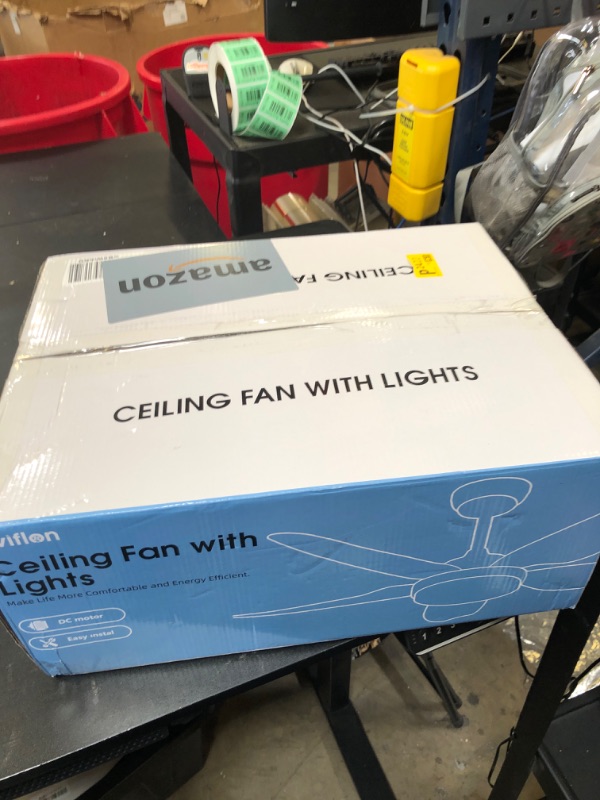 amazon
CEILING FA
CEILING FAN WITH LIGHTS
viflon
Ceiling Fan with
Lights
Make Life More Comfortable and Energy Efficient.
DC motor
Easy install